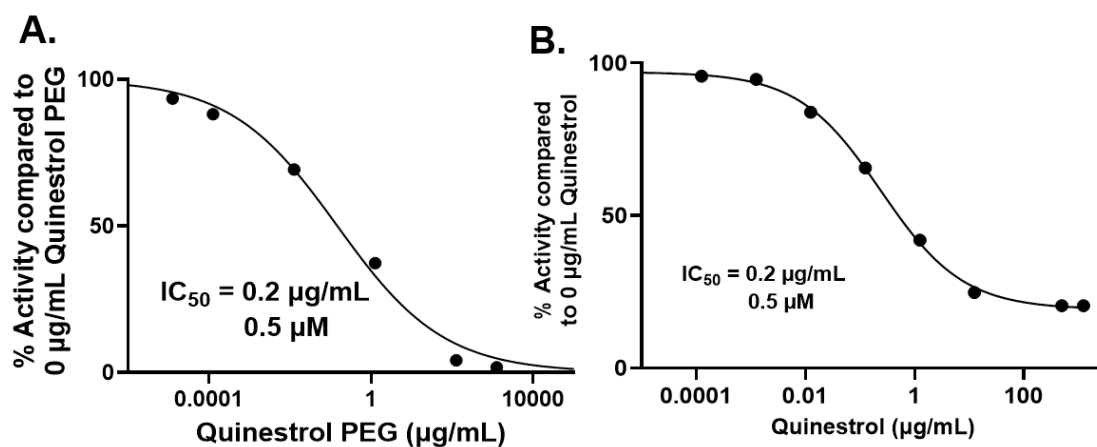 A.
% Activity compared to
0 µg/mL Quinestrol PEG
100
50
0
IC50 = 0.2 µg/mL
0.5 µM
0.0001
1
10000
Quinestrol PEG (µg/mL)
B.
% Activity compared
to 0 µg/mL Quinestrol
100
50
0
IC50 = 0.2 µg/mL
0.5 µM
0.0001
0.01
1
100
Quinestrol (µg/mL)